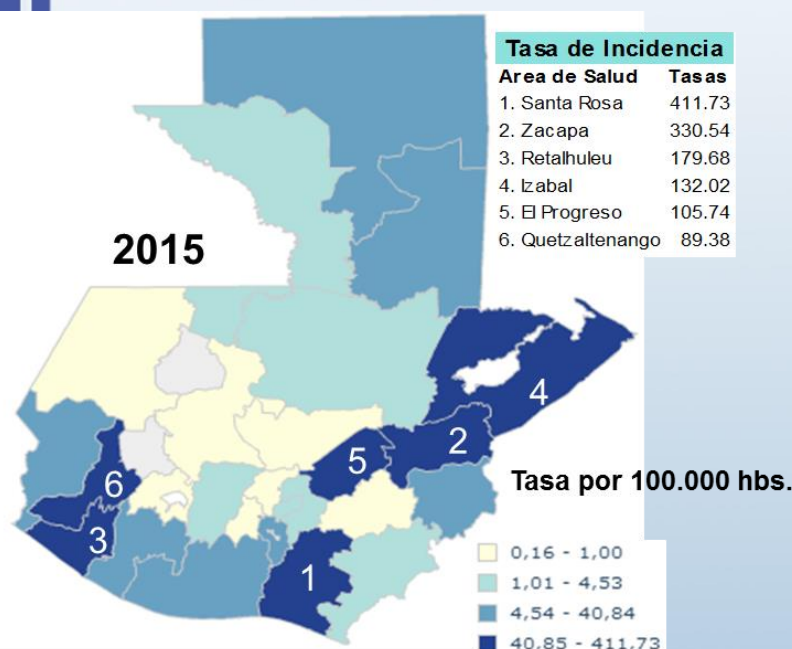 Tasa de Incidencia
Area de Salud Tasas
1. Santa Rosa 411.73
2. Zacapa 330.54
3. Retalhuleu 179.68
4. Izabal 132.02
5. El Progreso 105.74
6. Quetzaltenango 89.38
2015
4
2
5
6
3
1
Tasa por 100.000 hbs.
0,16 - 1,00
1,01 - 4,53
4,54 - 40,84
40,85 - 411,73